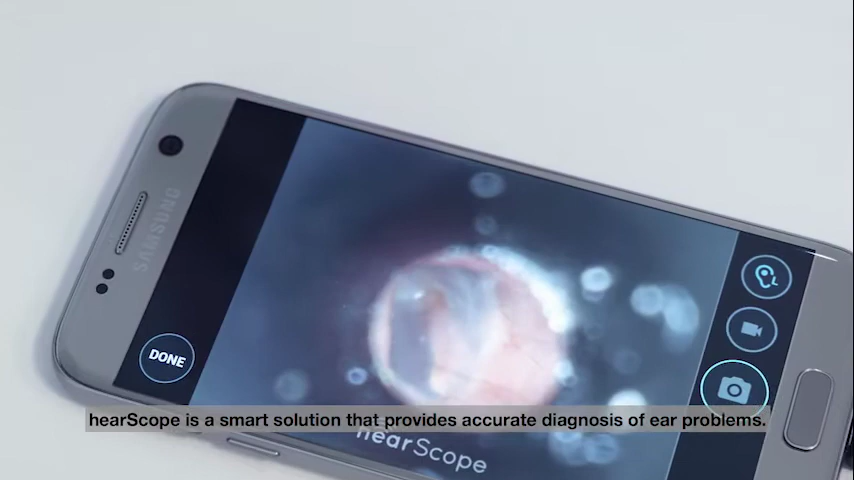 SAMSUNG
DONE
hearScope is a smart solution that provides accurate diagnosis of ear problems.
hearScope